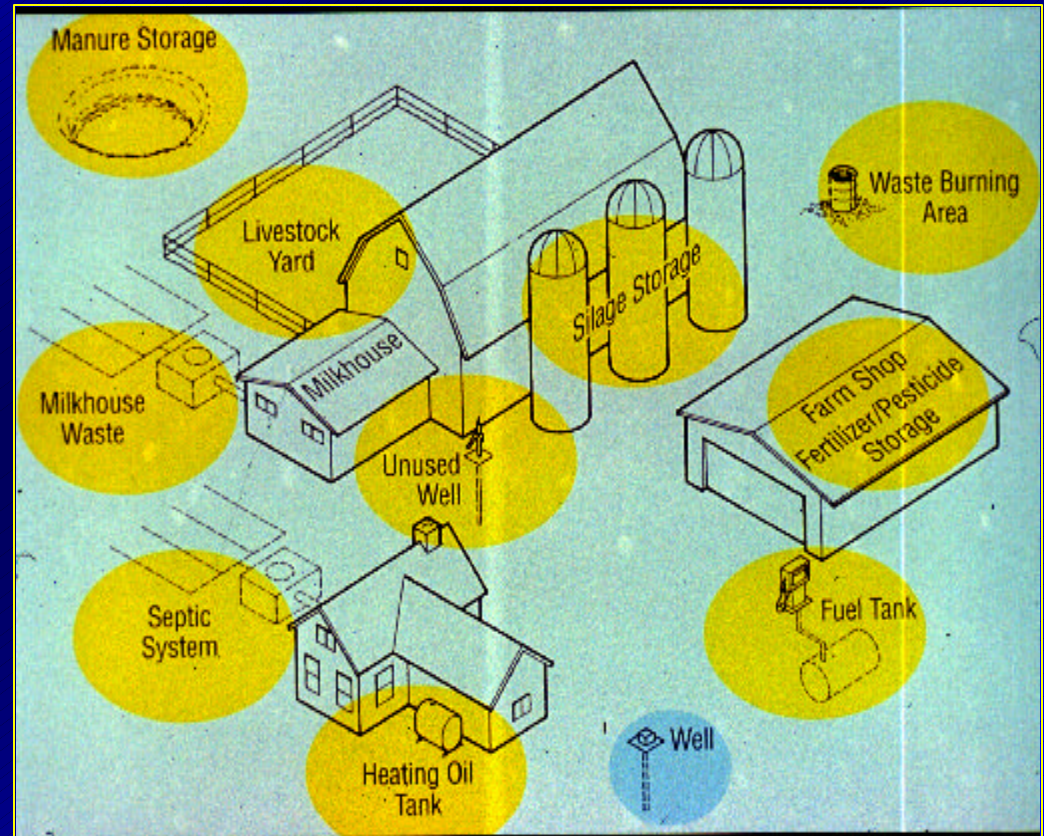 Manure Storage
Waste Burning
Area
Livestock
Yard
Silage Storage
Milkhouse
Milkhouse
Waste
Farm Shop
Fertilizer/Pesticide
Storage
Unused
Well
Septic
System
Fuel Tank
Well
Heating Oil
Tank